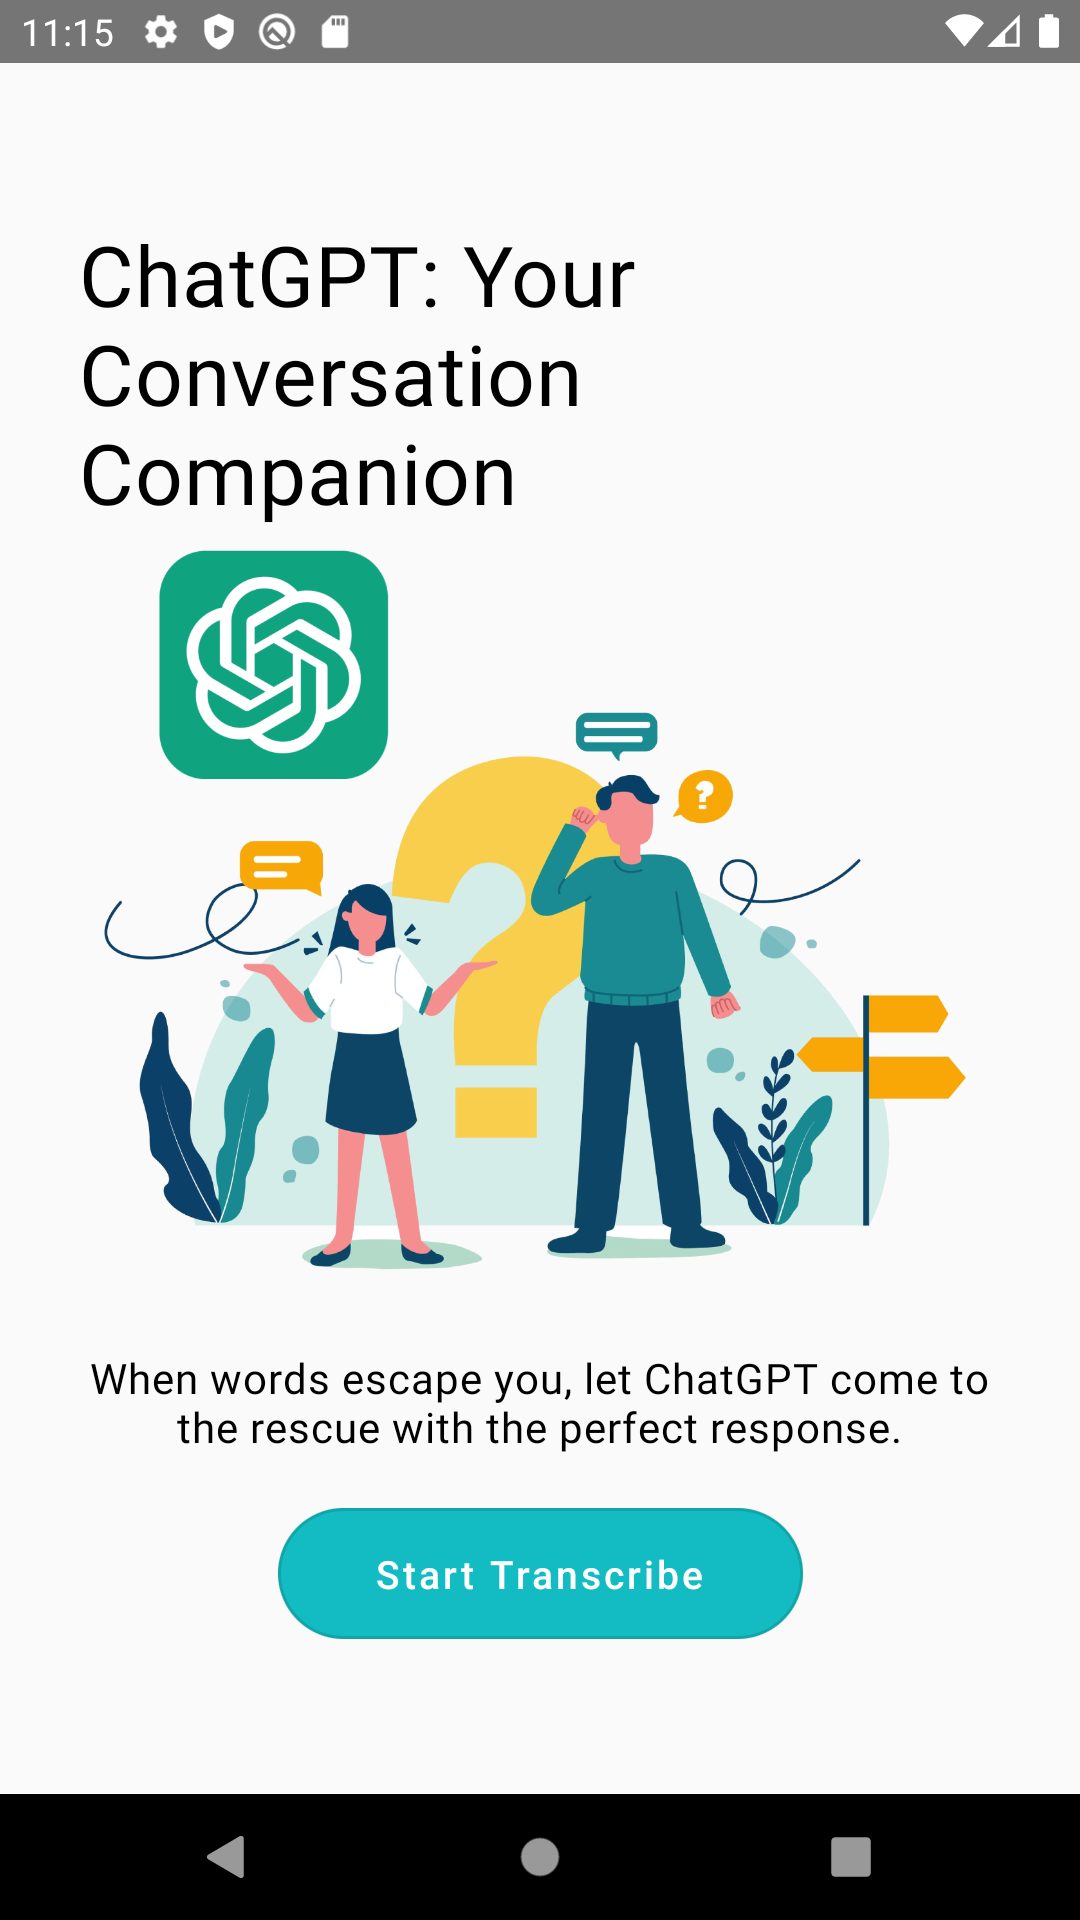 11:15
ChatGPT: Your
Conversation
Companion
?
When words escape you, let ChatGPT come to
the rescue with the perfect response.
Start Transcribe